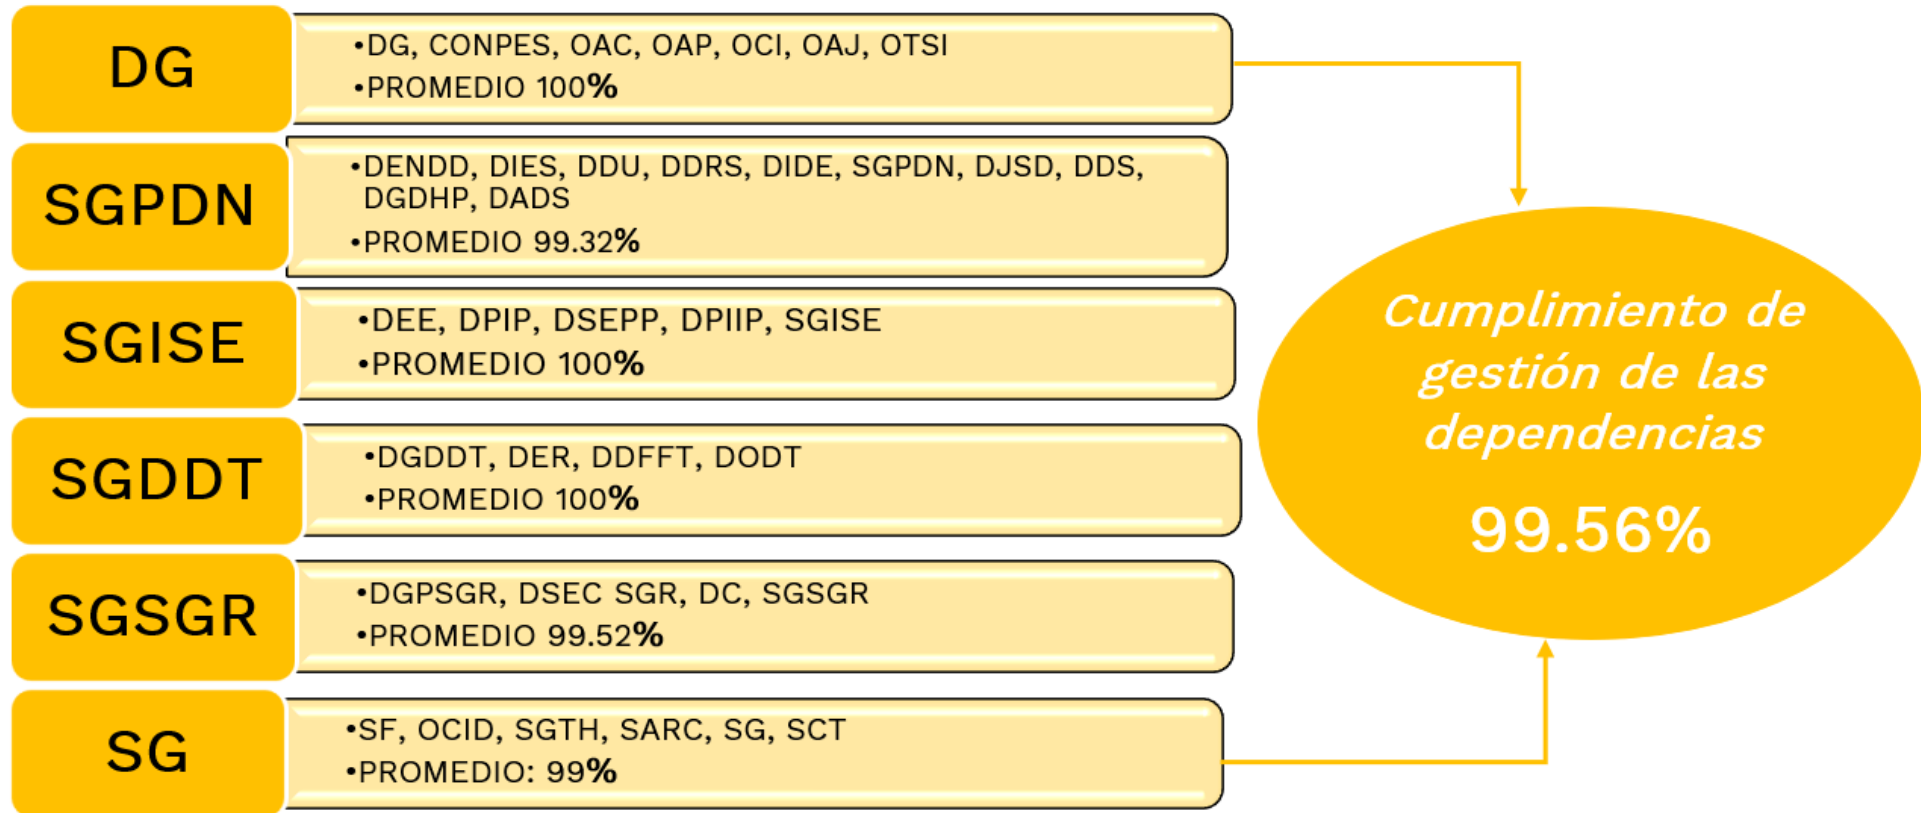 DG
•DG, CONPES, OAC, OAP, OCI, OAJ, OTSI
•PROMEDIO 100%
SGPDN
•DENDD, DIES, DDU, DDRS, DIDE, SGPDN, DJSD, DDS,
DGDHP, DADS
•PROMEDIO 99.32%
SGISE
•DEE, DPIP, DSEPP, DPIIP, SGISE
•PROMEDIO 100%
SGDDT
•DGDDT, DER, DDFFT, DODT
•PROMEDIO 100%
SGSGR
•DGPSGR, DSEC SGR, DC, SGSGR
•PROMEDIO 99.52%
SG
•SF, OCID, SGTH, SARC, SG, SCT
•PROMEDIO: 99%
Cumplimiento de
gestión de las
dependencias
99.56%